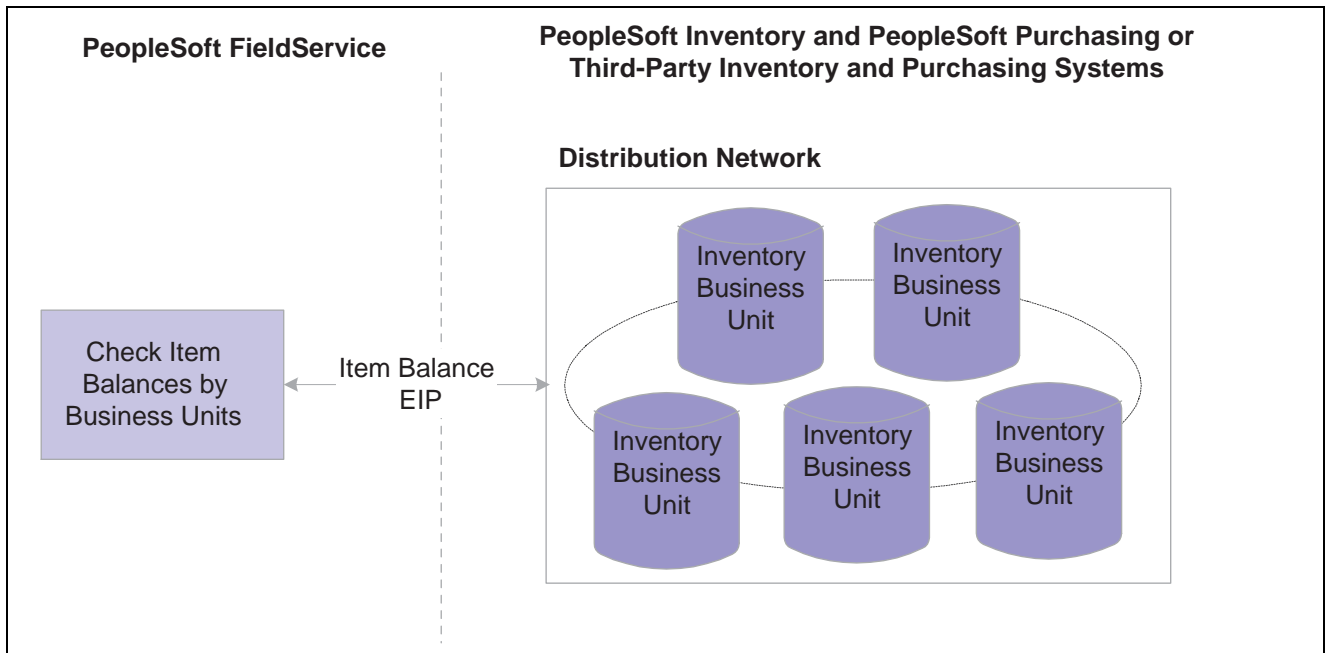 PeopleSoft FieldService
PeopleSoft Inventory and PeopleSoft Purchasing or
Third-Party Inventory and Purchasing Systems
Distribution Network
Inventory
Business
Unit
Inventory
Business
Unit
Check Item
Balances by
Business Units
Item Balance
EIP
Inventory
Business
Unit
Inventory
Business
Unit
Inventory
Business
Unit